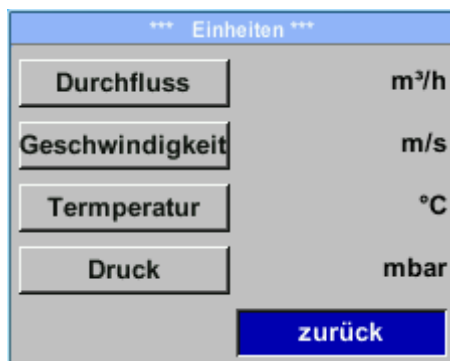 *** Einheiten ***
Durchfluss m³/h
Geschwindigkeit m/s
Termperatur °C
Druck mbar
zurück